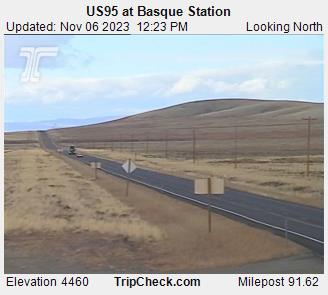 US95 at Basque Station
Updated: Nov 06 2023 12:23 PM Looking North
Elevation 4460 TripCheck.com Milepost 91.62